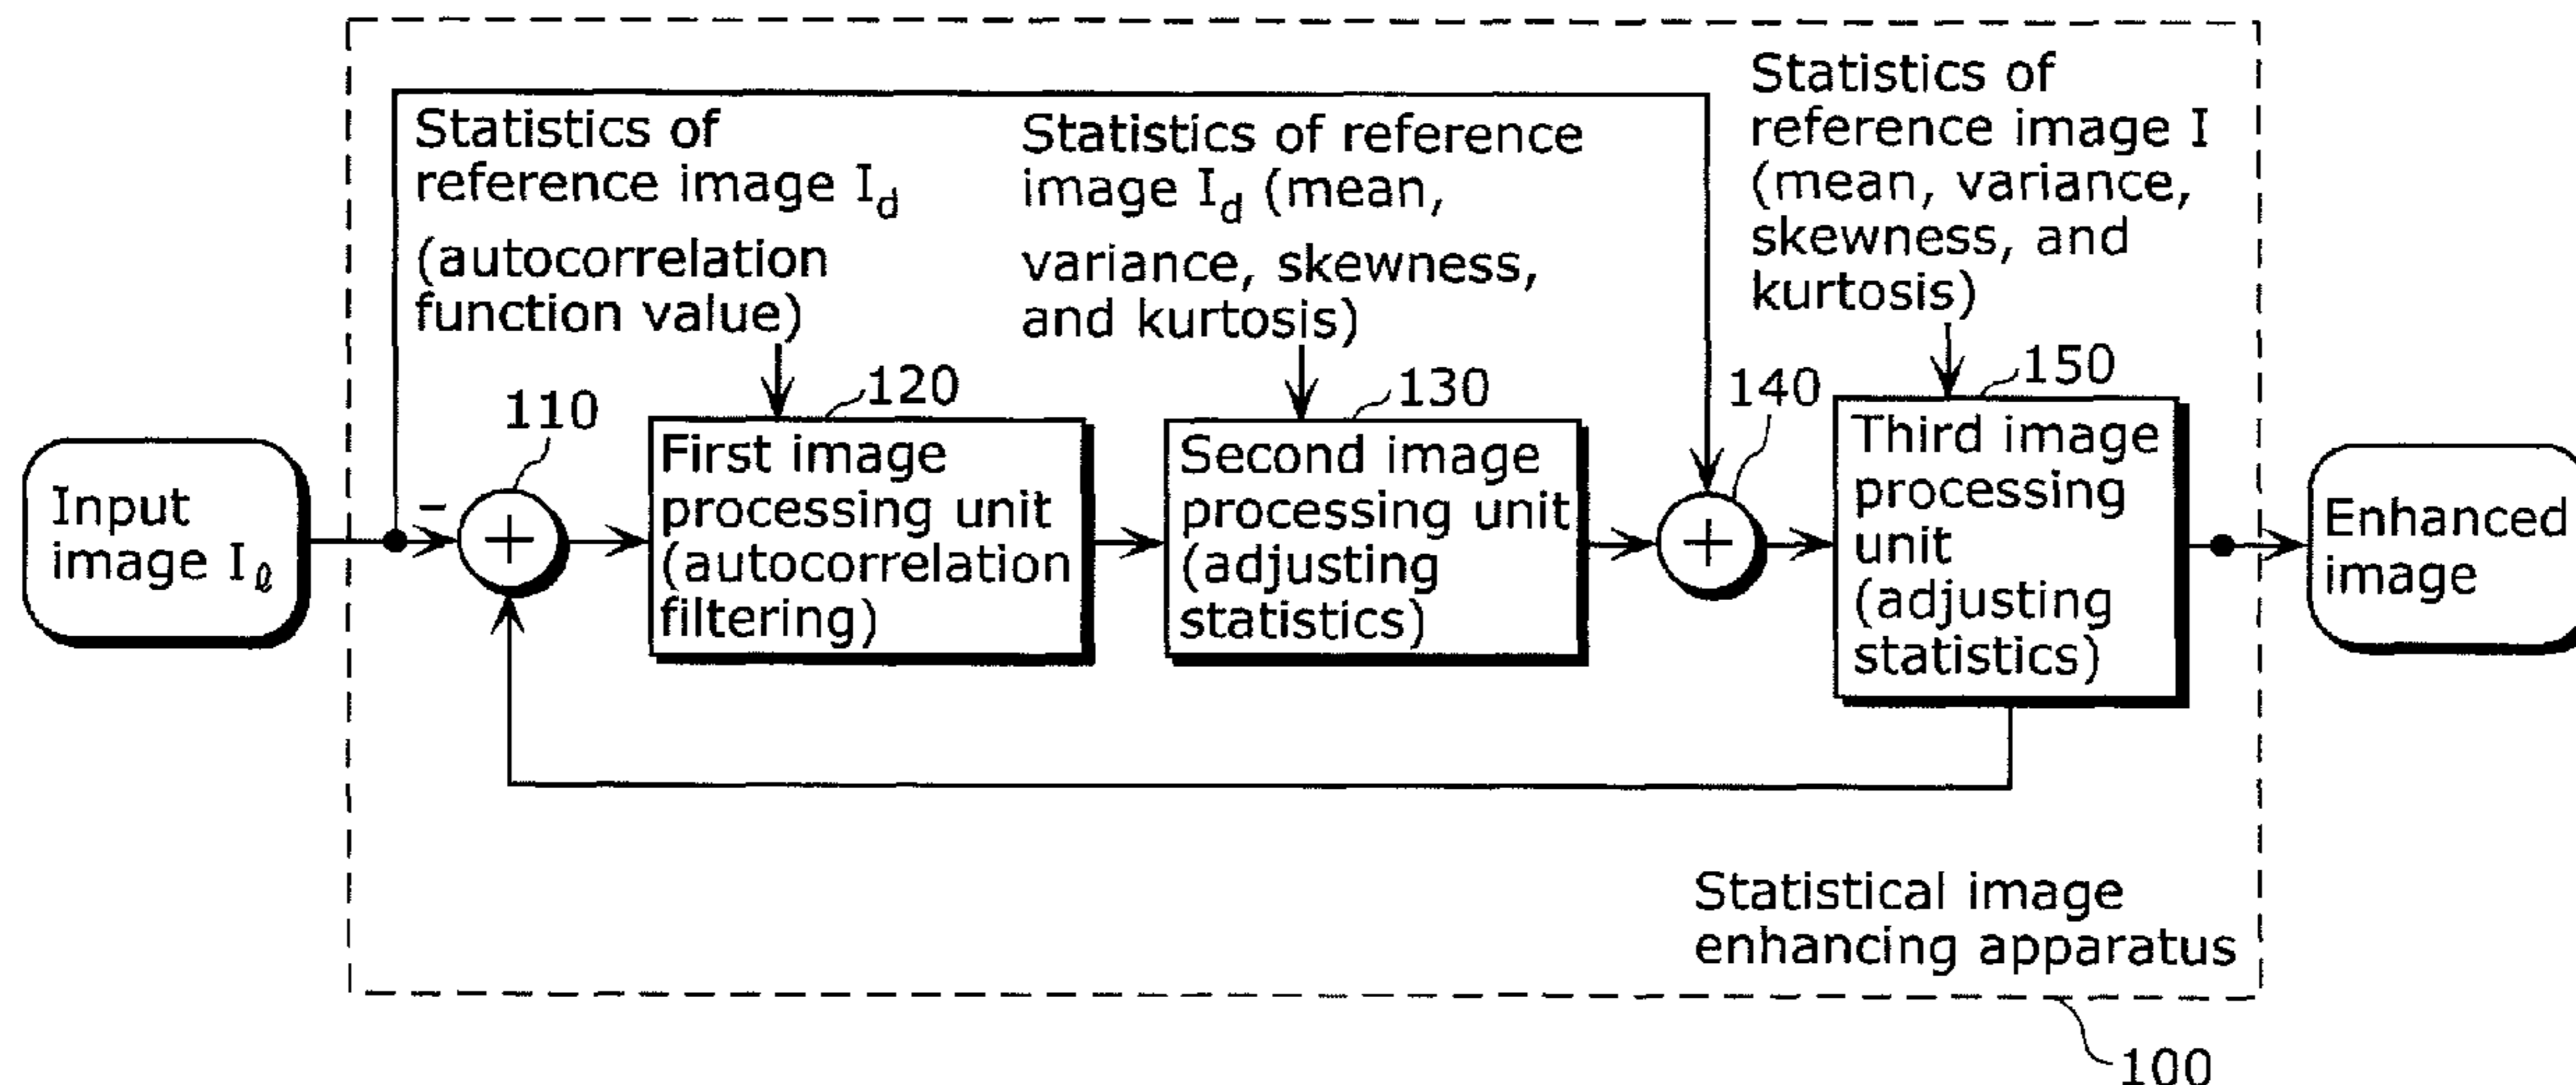 Statistics of
reference image I_d
(autocorrelation
function value)
Statistics of reference
image I_d (mean,
variance, skewness,
and kurtosis)
Statistics of
reference image I
(mean, variance,
skewness, and
kurtosis)
110
120
130
140
150
Input
image I_ℓ
-
+
First image
processing unit
(autocorrelation
filtering)
Second image
processing unit
(adjusting
statistics)
+
Third image
processing
unit
(adjusting
statistics)
Enhanced
image
Statistical image
enhancing apparatus
100